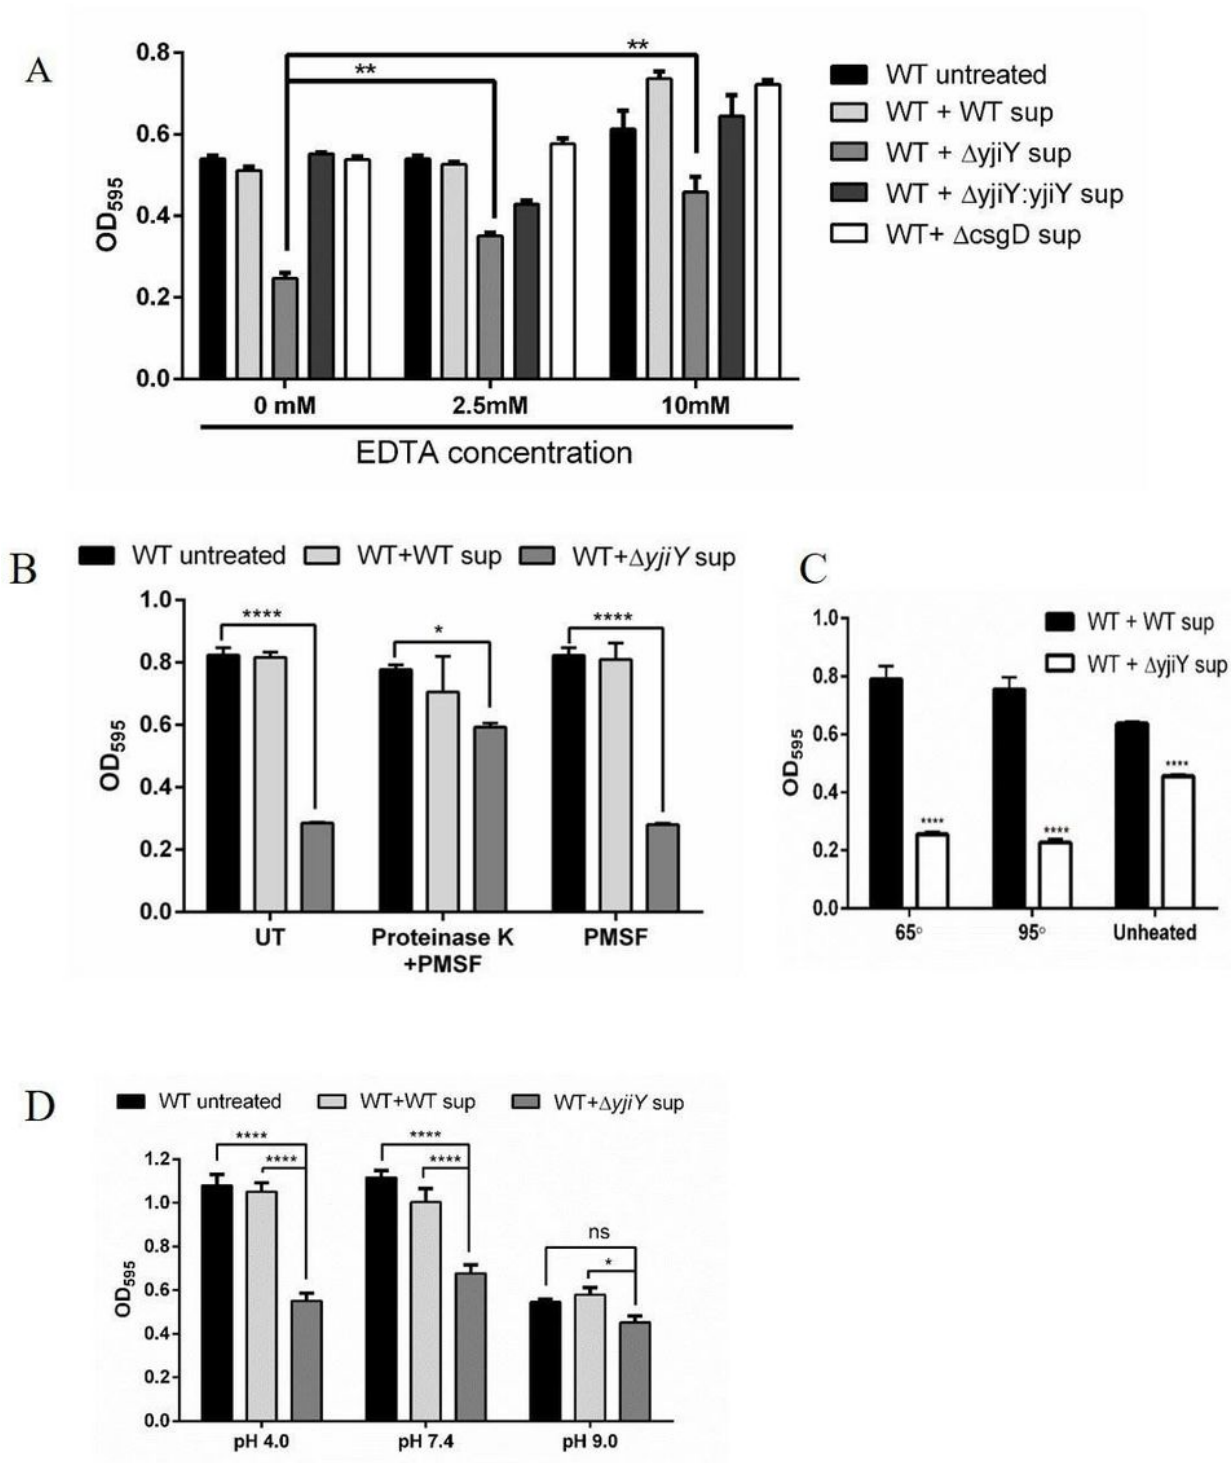 A
0.8
0.6
0.4
0.2
0.0
OD595
**
**
0 mM
2.5mM
10mM
EDTA concentration
WT untreated
WT + WT sup
WT + ΔyjiY sup
WT + ΔyjiY:yjiY sup
WT+ ΔcsgD sup
B
WT untreated
WT+WT sup
WT+ΔyjiY sup
1.0
0.8
0.6
0.4
0.2
0.0
OD595
****
*
****
UT
Proteinase K
+PMSF
PMSF
C
WT + WT sup
WT + ΔyjiY sup
1.0
0.8
0.6
0.4
0.2
0.0
OD595
****
****
****
65°
95°
Unheated
D
WT untreated
WT+WT sup
WT+ΔyjiY sup
1.2
1.0
0.8
0.6
0.4
0.2
0.0
OD595
****
****
****
****
ns
*
pH 4.0
pH 7.4
pH 9.0